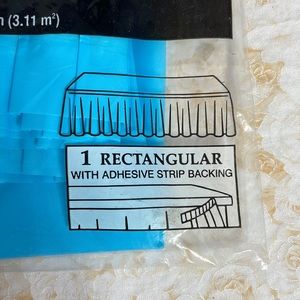 (3.11 m²)
1 RECTANGULAR
WITH ADHESIVE STRIP BACKING